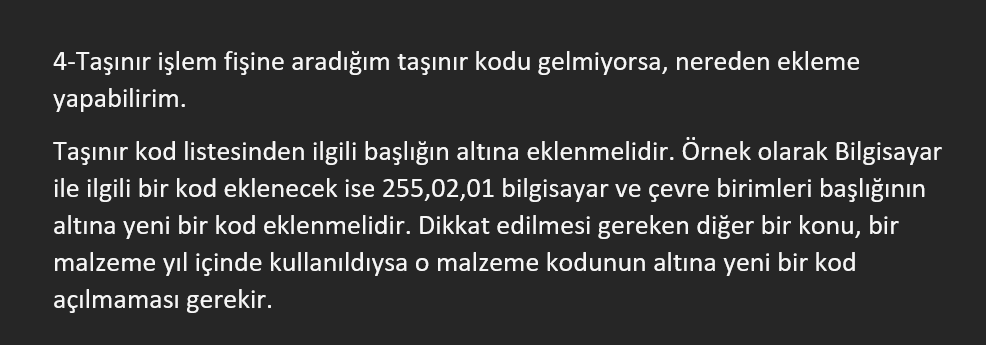 4-Taşınır işlem fişine aradığım taşınır kodu gelmiyorsa, nereden ekleme
yapabilirim.
Taşınır kod listesinden ilgili başlığın altına eklenmelidir. Örnek olarak Bilgisayar
ile ilgili bir kod eklenecek ise 255,02,01 bilgisayar ve çevre birimleri başlığının
altına yeni bir kod eklenmelidir. Dikkat edilmesi gereken diğer bir konu, bir
malzeme yıl içinde kullanıldıysa o malzeme kodunun altına yeni bir kod
açılmaması gerekir.